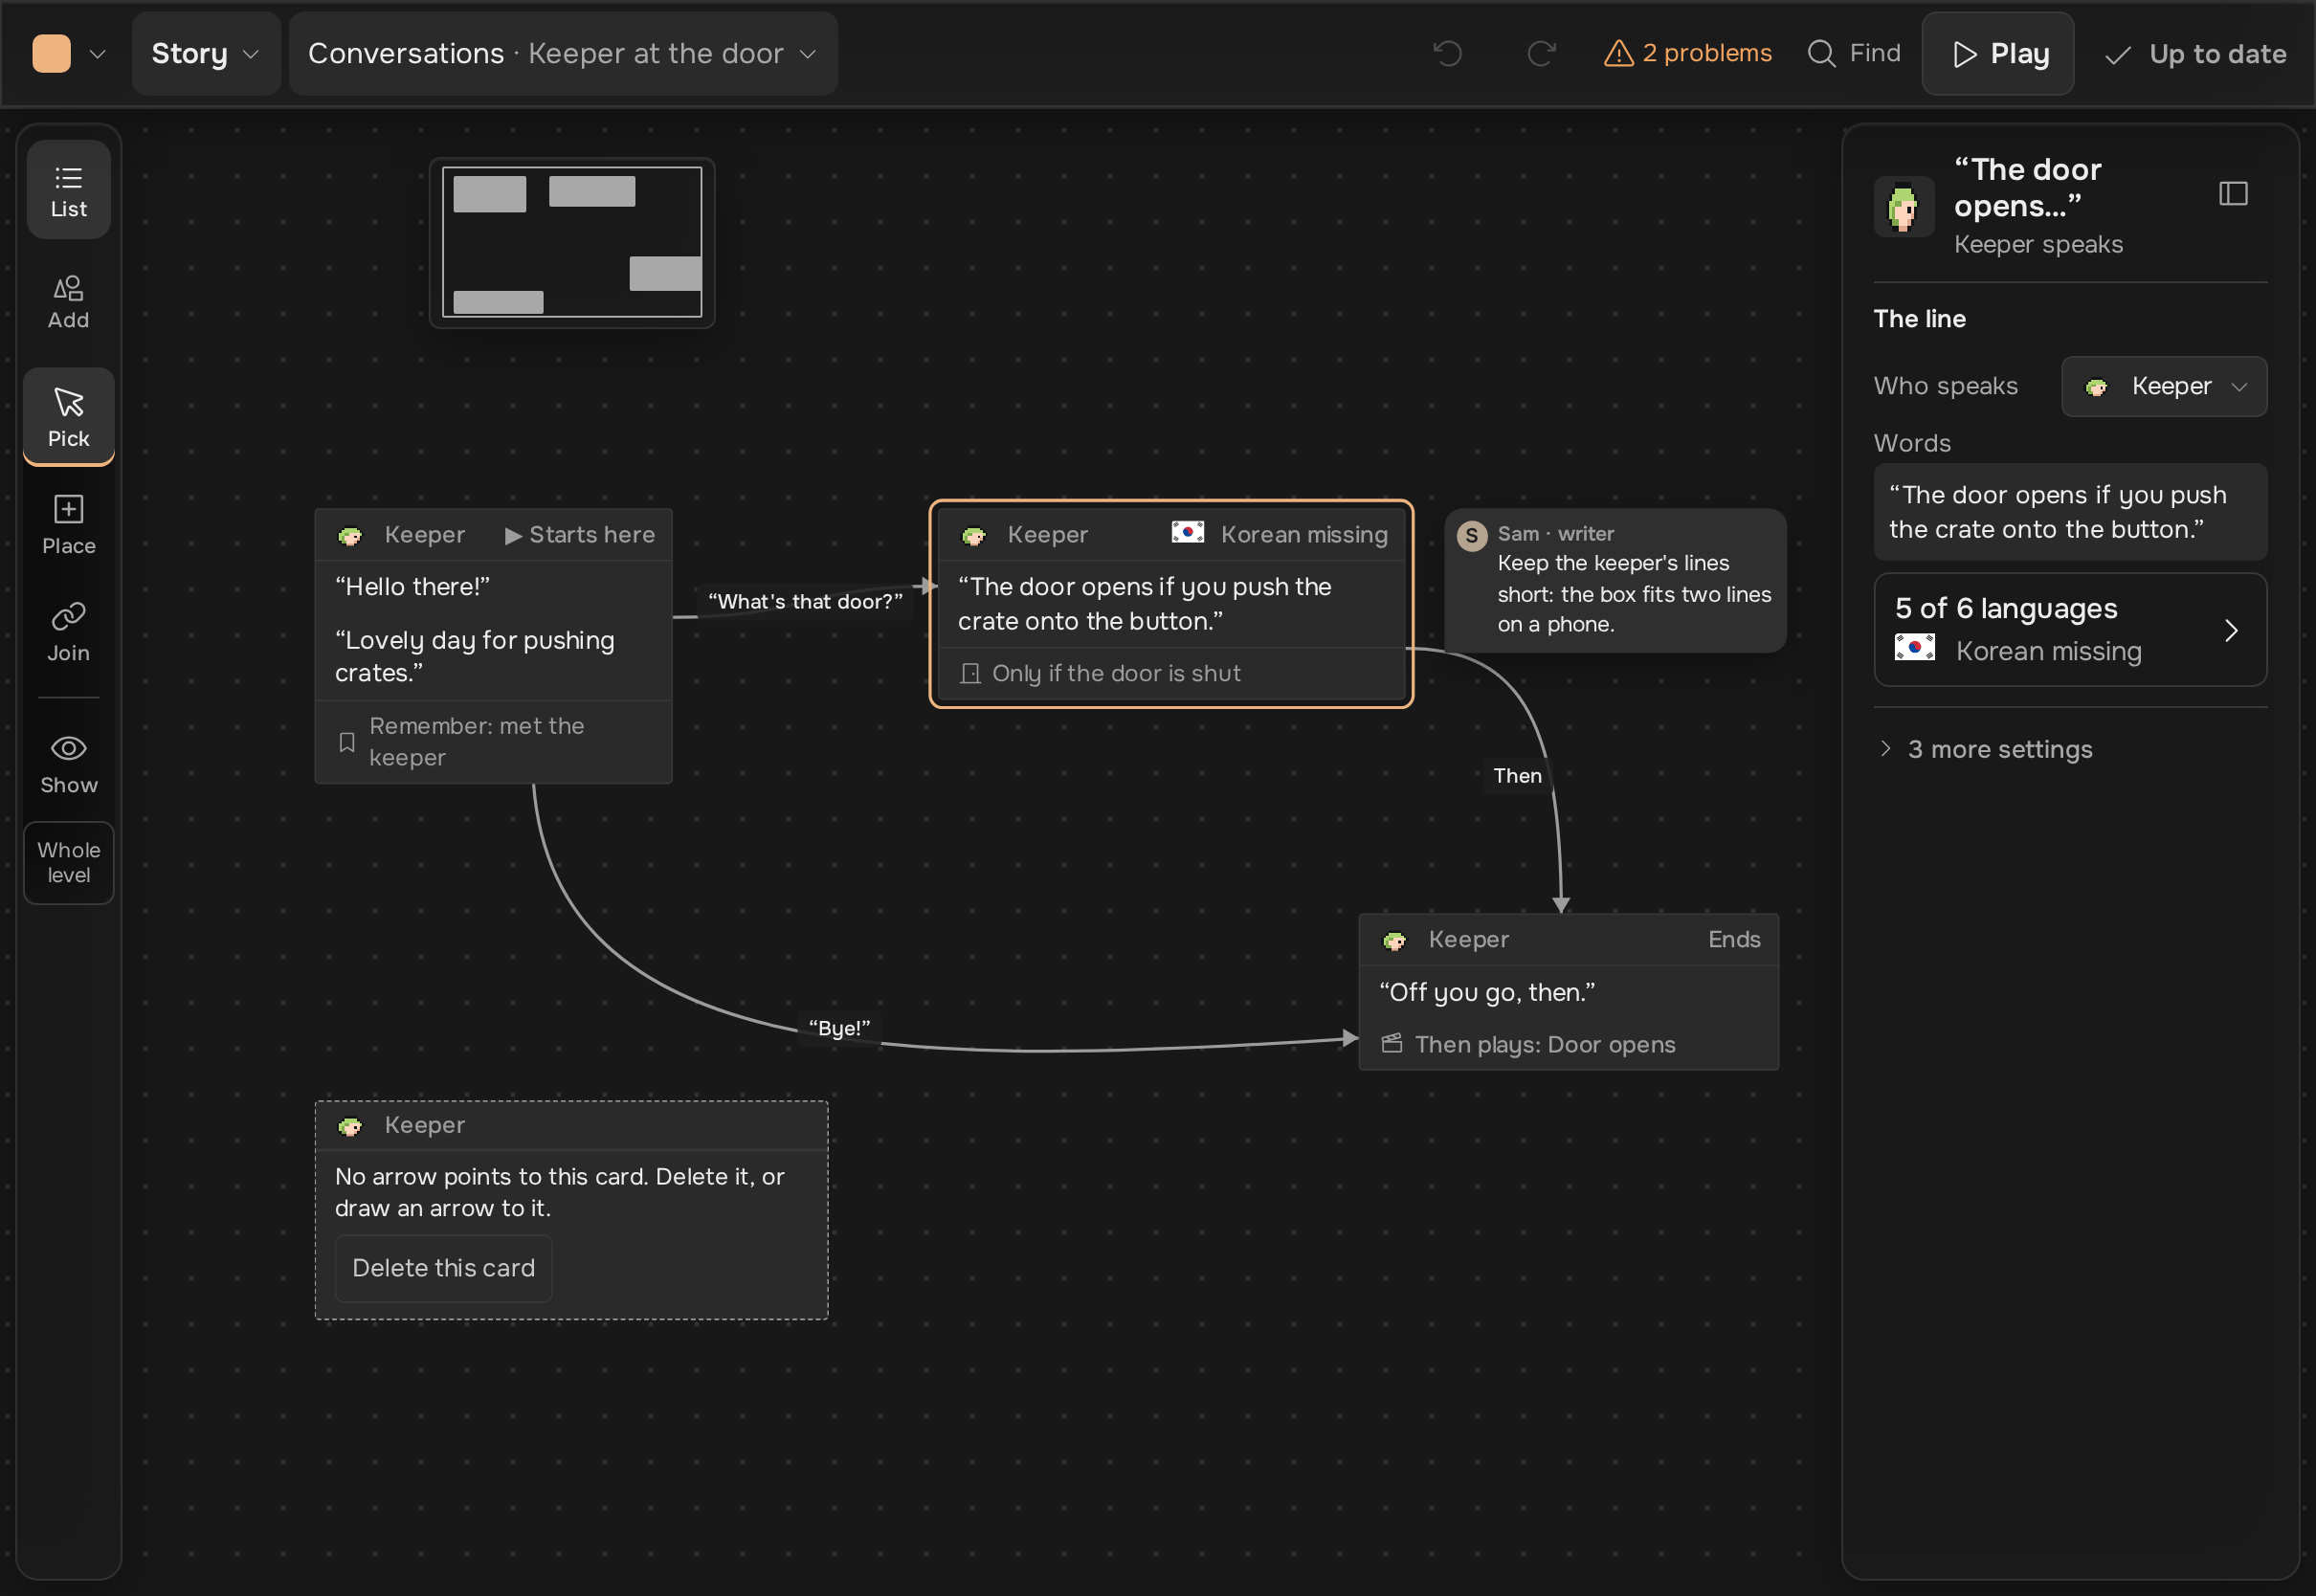 Story
Conversations · Keeper at the door
2 problems
Find
Play
Up to date
List
Add
Pick
Place
Join
Show
Whole
level
Keeper
▶ Starts here
“Hello there!”
“Lovely day for pushing
crates.”
Remember: met the
keeper
“What's that door?”
Keeper
Korean missing
“The door opens if you push the
crate onto the button.”
Only if the door is shut
S
Sam · writer
Keep the keeper's lines
short: the box fits two lines
on a phone.
Then
“Bye!”
Keeper
Ends
“Off you go, then.”
Then plays: Door opens
Keeper
No arrow points to this card. Delete it, or
draw an arrow to it.
Delete this card
“The door
opens…”
Keeper speaks
The line
Who speaks
Keeper
Words
“The door opens if you push
the crate onto the button.”
5 of 6 languages
Korean missing
3 more settings